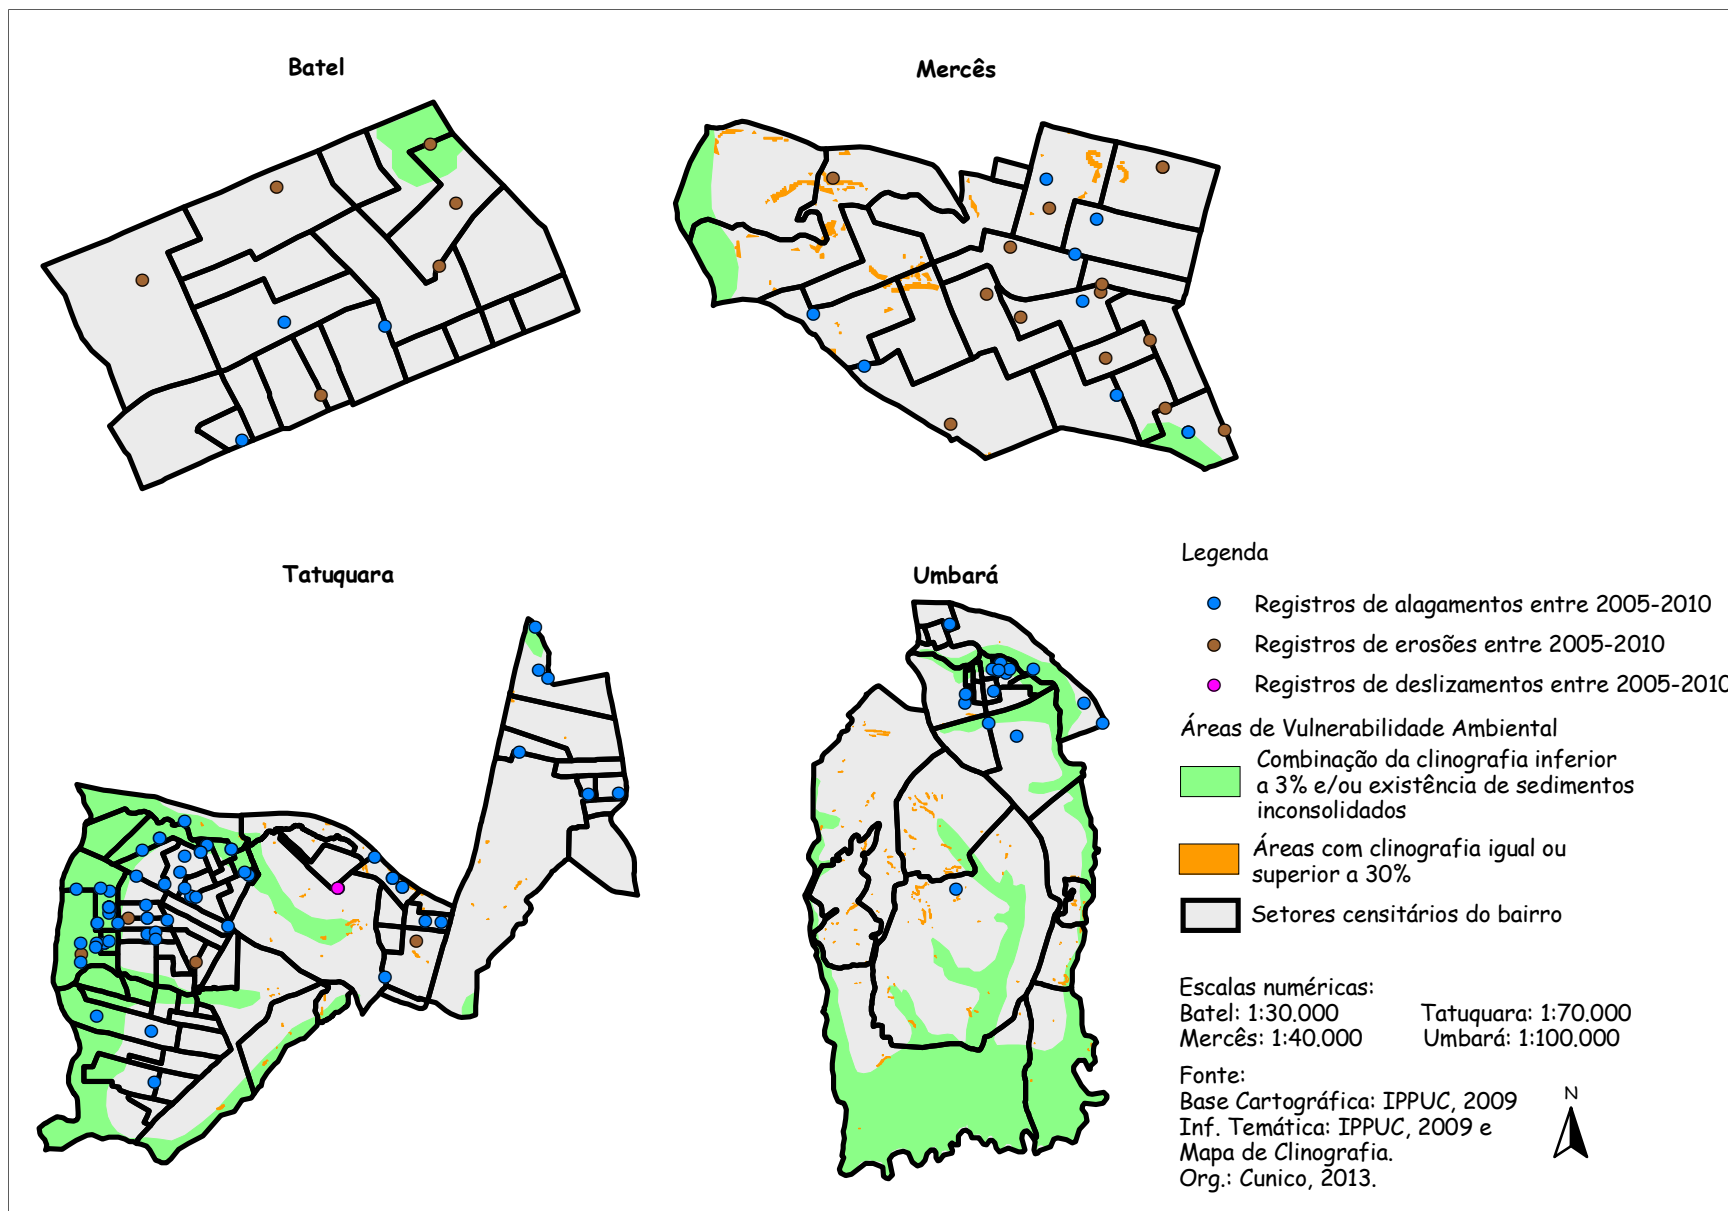 Batel
Mercês
Tatuquara
Umbará
Legenda
Registros de alagamentos entre 2005-2010
Registros de erosões entre 2005-2010
Registros de deslizamentos entre 2005-2010
Áreas de Vulnerabilidade Ambiental
Combinação da clinografia inferior
a 3% e/ou existência de sedimentos
inconsolidados
Áreas com clinografia igual ou
superior a 30%
Setores censitários do bairro
Escalas numéricas:
Batel: 1:30.000 Tatuquara: 1:70.000
Mercês: 1:40.000 Umbará: 1:100.000
Fonte:
Base Cartográfica: IPPUC, 2009
Inf. Temática: IPPUC, 2009 e
Mapa de Clinografia.
Org.: Cunico, 2013.
N